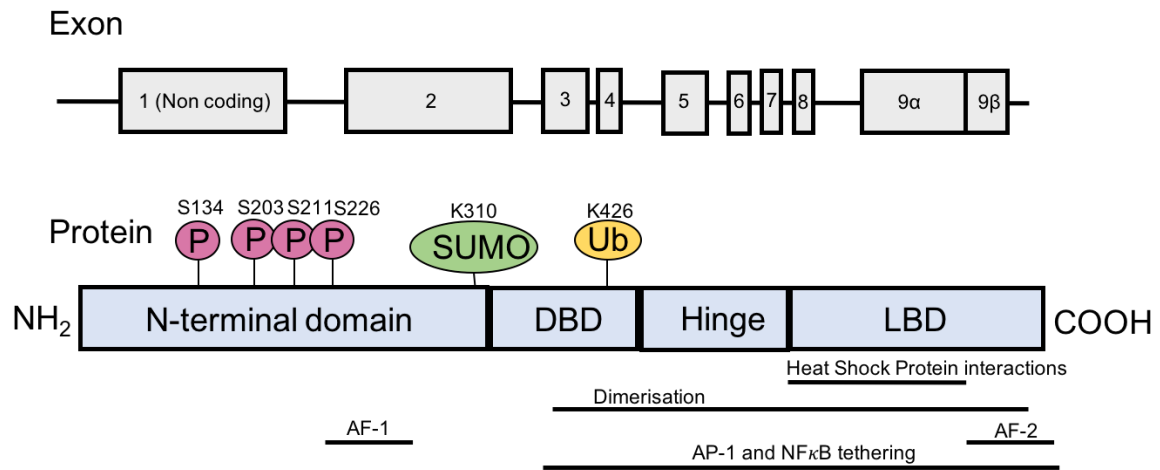 Exon
1 (Non coding) 2 3 4 5 6 7 8 9α 9β
S134 S203 S211 S226 K310 K426
Protein P P P P SUMO Ub
NH₂ N-terminal domain DBD Hinge LBD COOH
Heat Shock Protein interactions
Dimerisation
AF-1 AF-2
AP-1 and NFκB tethering